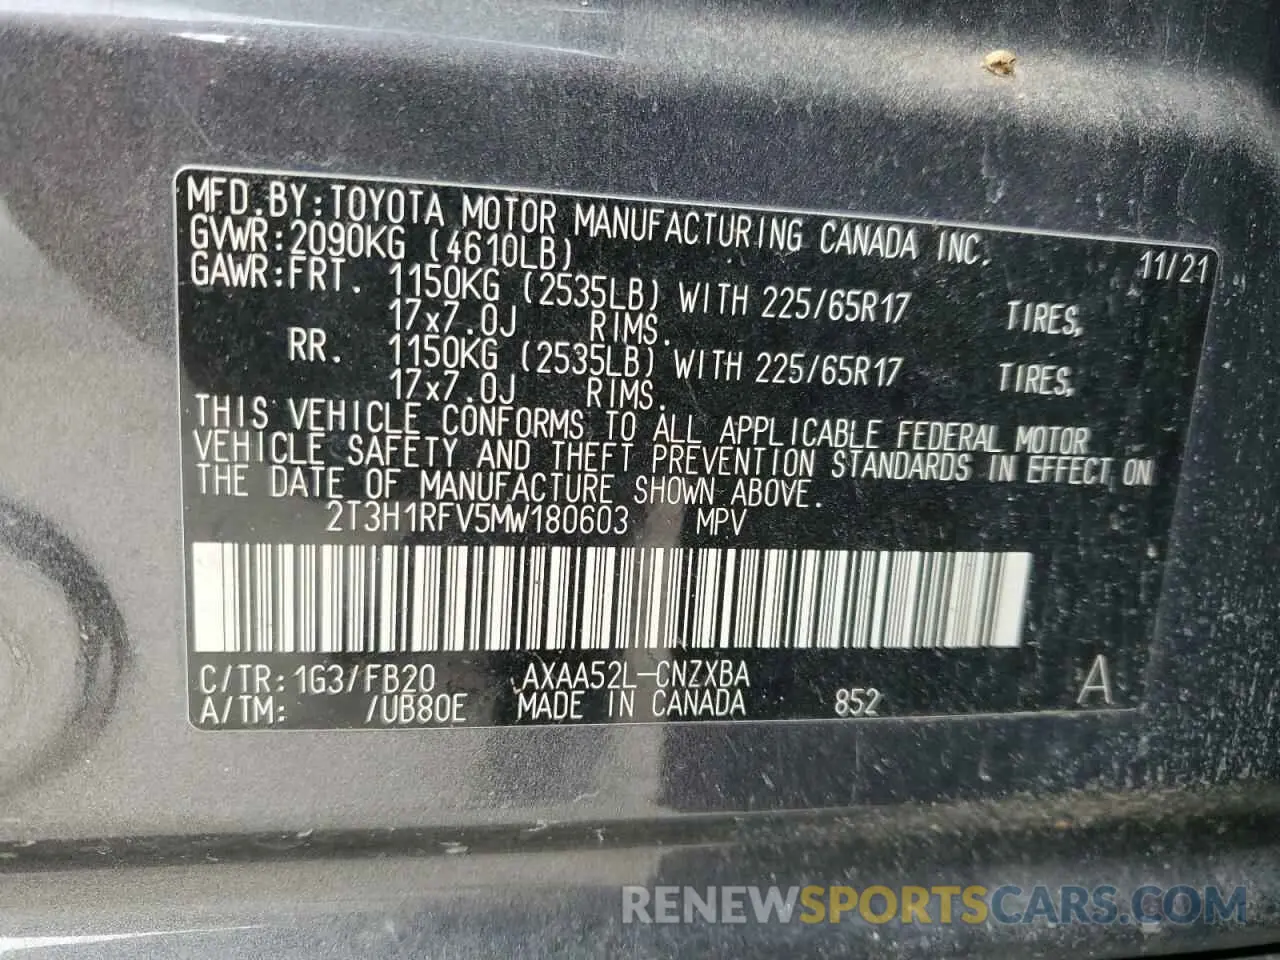 MFD.BY:TOYOTA MOTOR MANUFACTURING CANADA INC. 11/21
GVWR:2090KG (4610LB)
GAWR:FRT. 1150KG (2535LB) WITH 225/65R17 TIRES,
17x7.0J RIMS.
RR. 1150KG (2535LB) WITH 225/65R17 TIRES,
17x7.0J RIMS.
THIS VEHICLE CONFORMS TO ALL APPLICABLE FEDERAL MOTOR
VEHICLE SAFETY AND THEFT PREVENTION STANDARDS IN EFFECT ON
THE DATE OF MANUFACTURE SHOWN ABOVE.
2T3H1RFV5MW180603 MPV
C/TR:1G3/FB20 AXAA52L-CNZXBA A
A/TM: /UB80E MADE IN CANADA 852
RENEWSPORTSCARS.COM